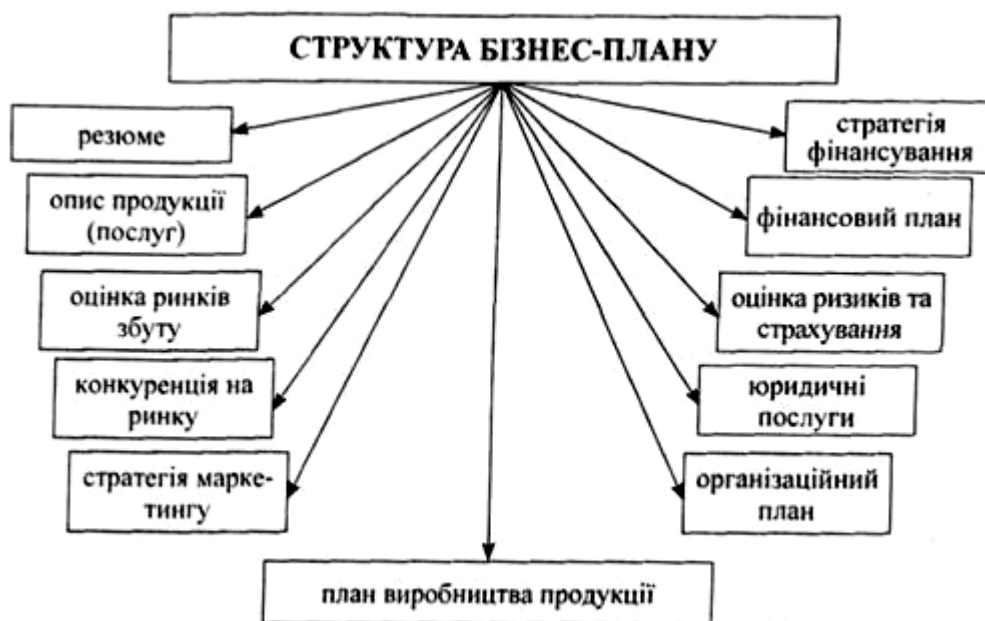 СТРУКТУРА БІЗНЕС-ПЛАНУ
резюме
опис продукції
(послуг)
оцінка ринків
збуту
конкуренція на
ринку
стратегія марке-
тингу
план виробництва продукції
організаційний
план
юридичні
послуги
оцінка ризиків та
страхування
фінансовий план
стратегія
фінансування